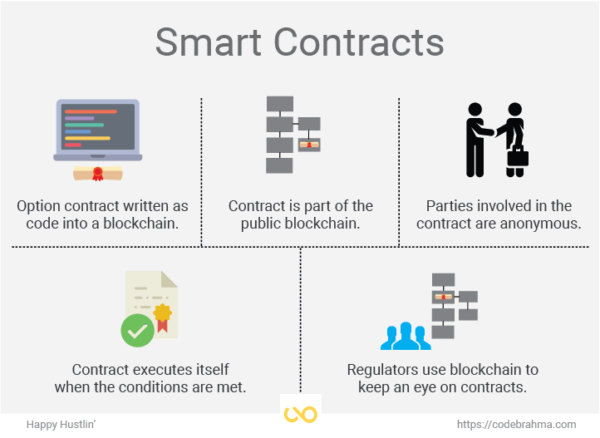 Smart Contracts
Option contract written as
code into a blockchain.
Contract is part of the
public blockchain.
Parties involved in the
contract are anonymous.
Contract executes itself
when the conditions are met.
Regulators use blockchain to
keep an eye on contracts.
Happy Hustlin'
https://codebrahma.com